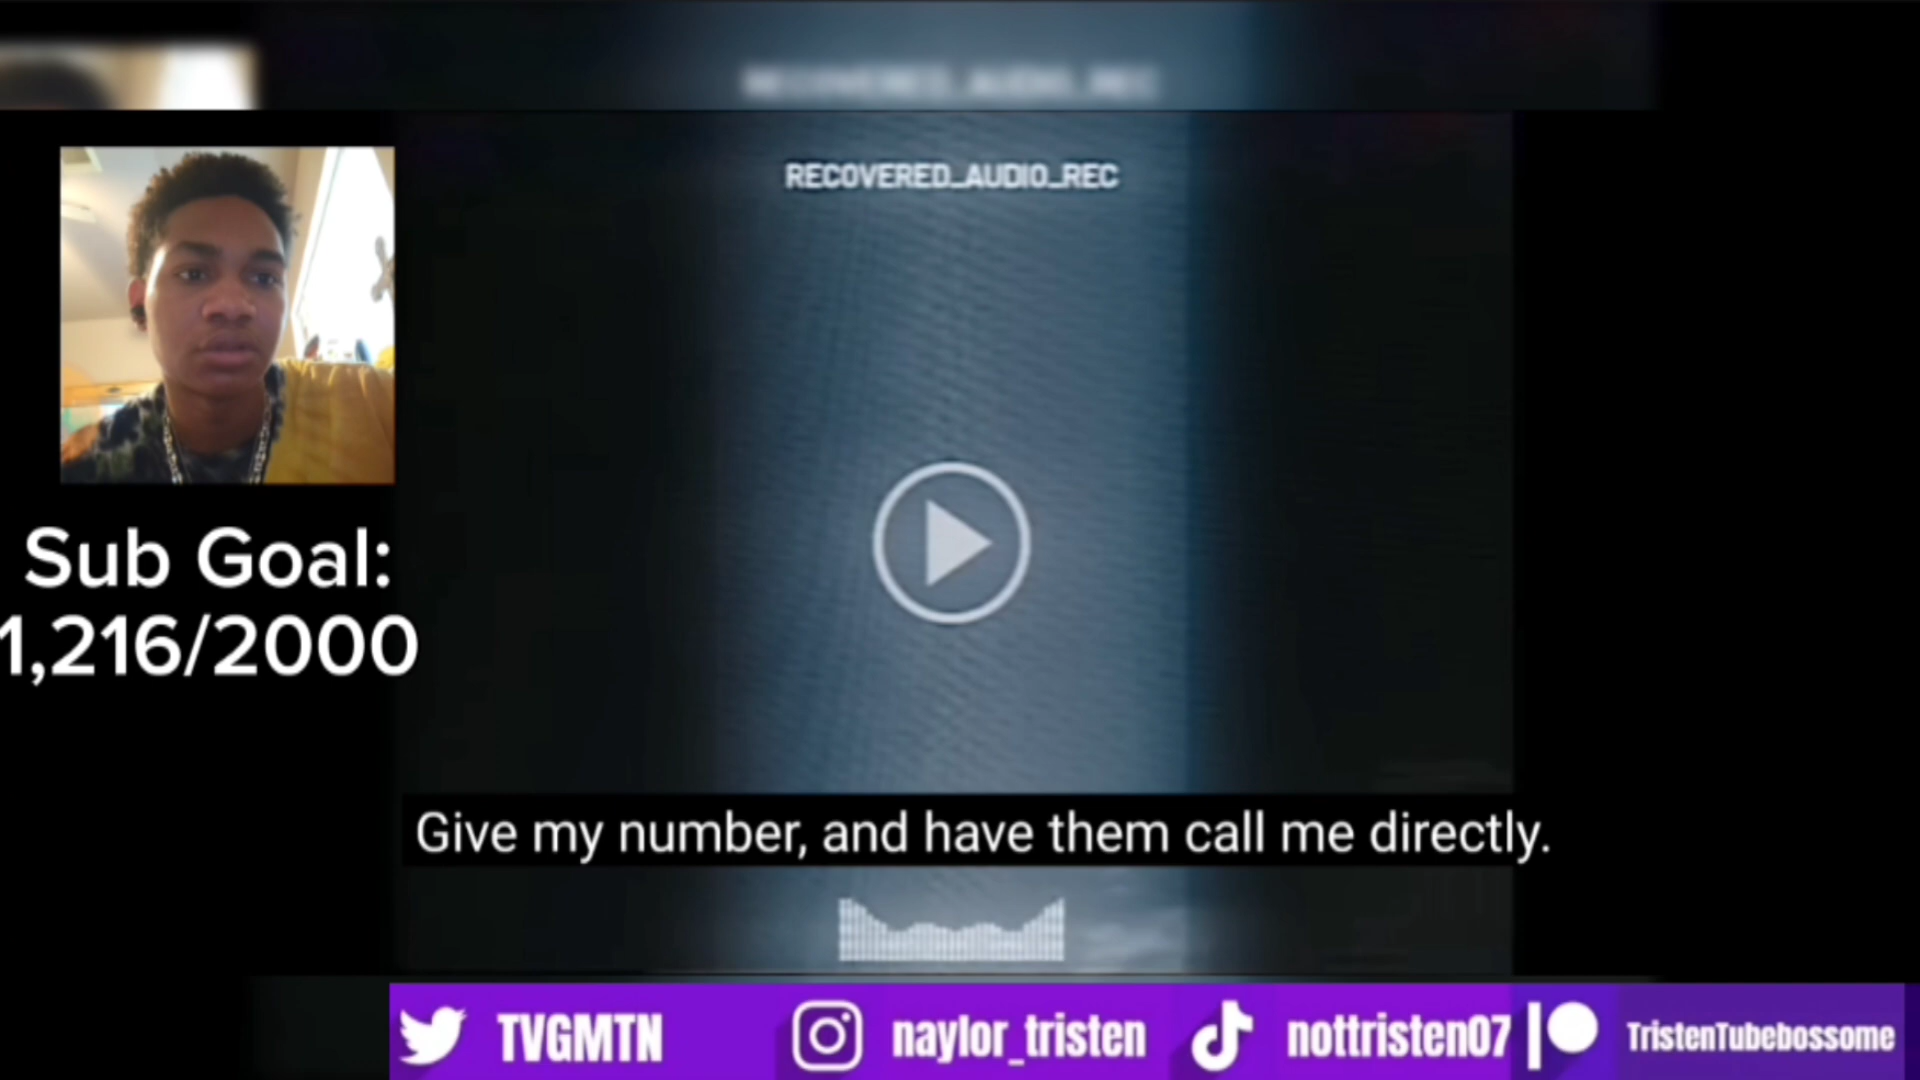 RECOVERED_AUDIO_REC
RECOVERED_AUDIO_REC
Sub Goal:
1,216/2000
Give my number, and have them call me directly.
TVGMTN
naylor_tristen
nottristen07
TristenTubebossome